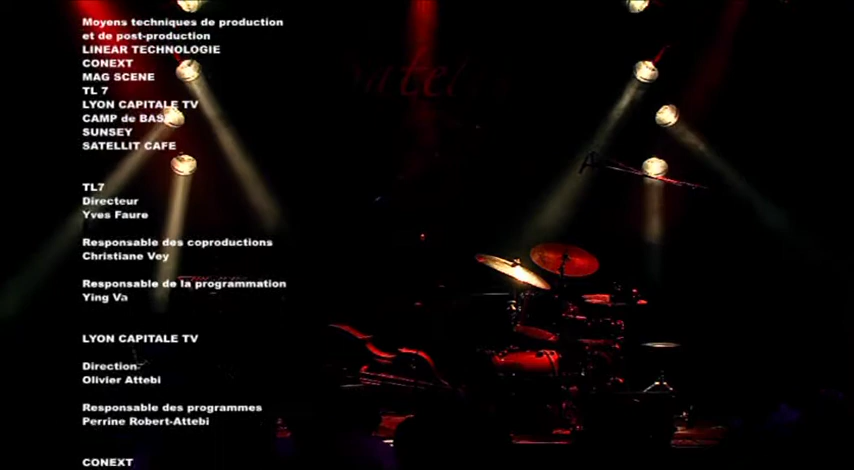 Moyens techniques de production
et de post-production
LINEAR TECHNOLOGIE
CONEXT
MAG SCENE
TL 7
LYON CAPITALE TV
CAMP de BASE
SUNSEY
SATELLIT CAFE
TL7
Directeur
Yves Faure
Responsable des coproductions
Christiane Vey
Responsable de la programmation
Ying Va
LYON CAPITALE TV
Direction
Olivier Attebi
Responsable des programmes
Perrine Robert-Attebi
CONEXT